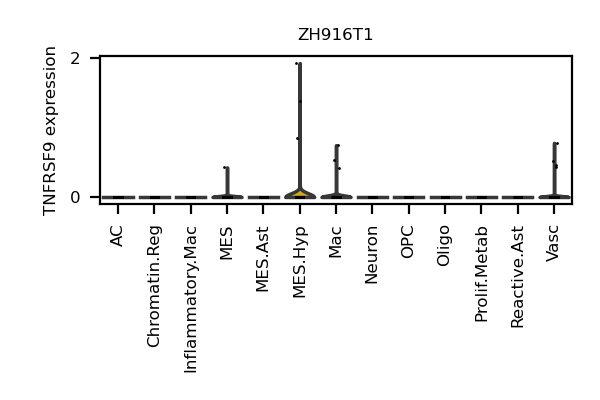 ZH916T1
TNFRSF9 expression
2
0
AC
Chromatin.Reg
Inflammatory.Mac
MES
MES.Ast
MES.Hyp
Mac
Neuron
OPC
Oligo
Prolif.Metab
Reactive.Ast
Vasc